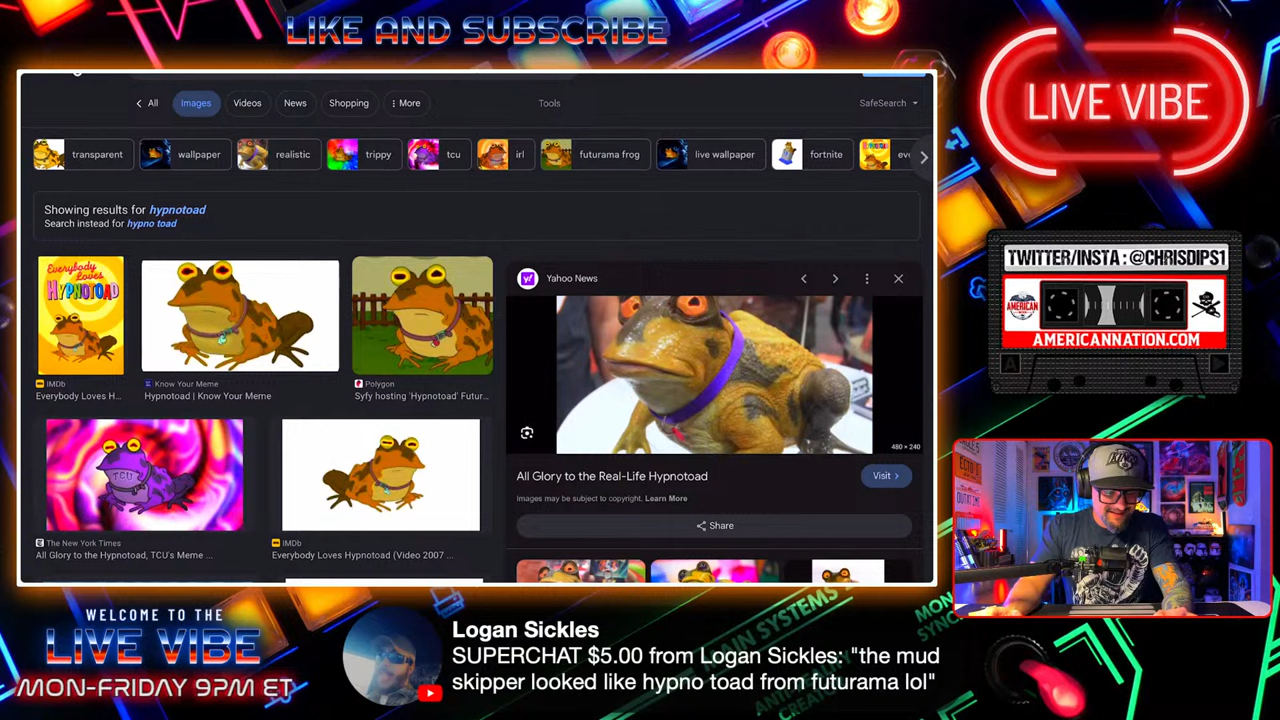 LIKE AND SUBSCRIBE
All
Images
Videos
News
Shopping
More
Tools
SafeSearch
transparent
wallpaper
realistic
trippy
tcu
irl
futurama frog
live wallpaper
fortnite
Showing results for hypnotoad
Search instead for hypno toad
Everybody
Loves
HYPNOTOAD
IMDb
Everybody Loves H...
Know Your Meme
Hypnotoad | Know Your Meme
Polygon
Syfy hosting 'Hypnotoad' Futur...
TCU
The New York Times
All Glory to the Hypnotoad, TCU's Meme ...
IMDb
Everybody Loves Hypnotoad (Video 2007 ...
Yahoo News
480 × 240
All Glory to the Real-Life Hypnotoad
Visit
Images may be subject to copyright. Learn More
Share
LIVE VIBE
TWITTER/INSTA : @CHRISDIPS1
AMERICAN
AMERICANNATION.COM
A
WELCOME TO THE
LIVE VIBE
MON-FRIDAY 9PM ET
Logan Sickles
SUPERCHAT $5.00 from Logan Sickles: "the mud
skipper looked like hypno toad from futurama lol"